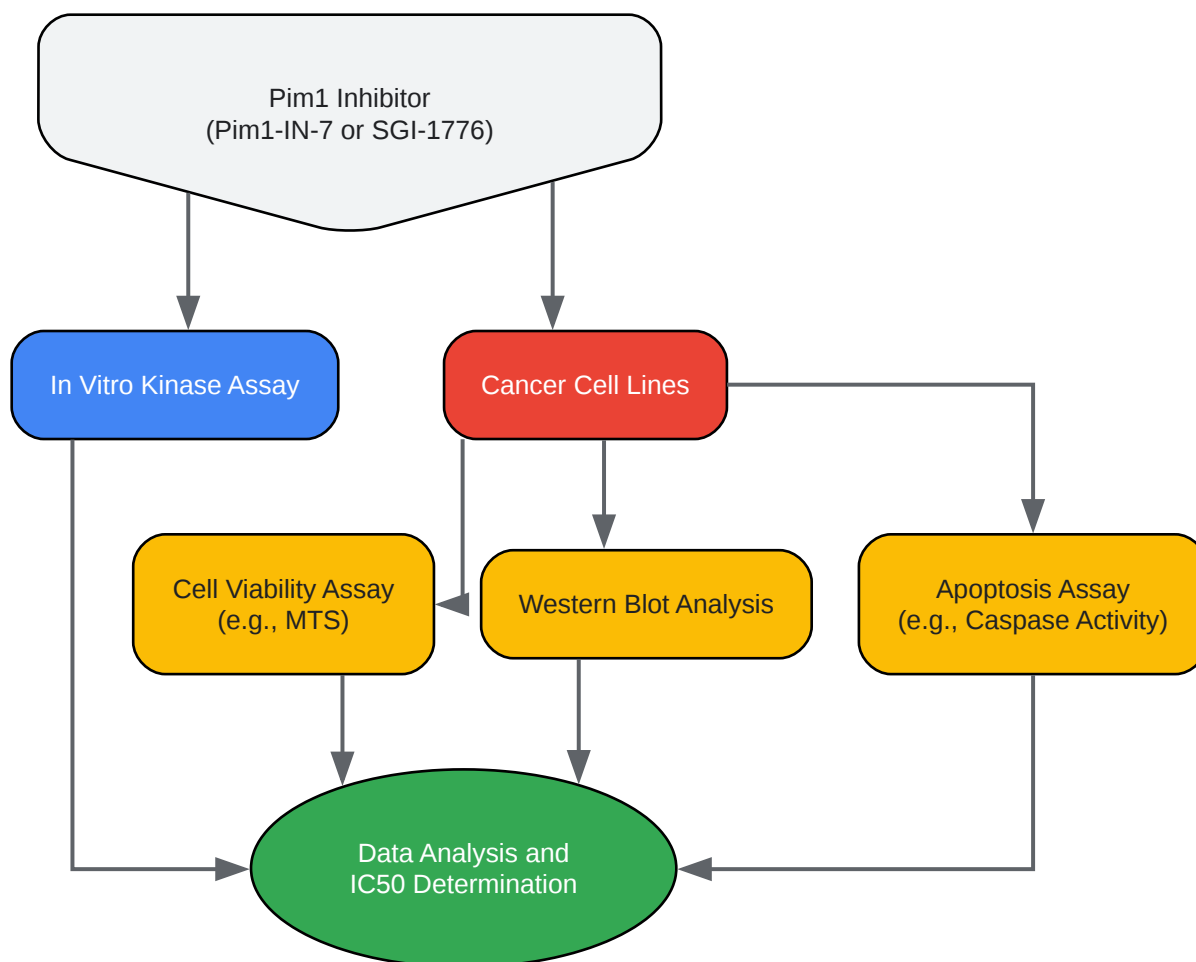 Pim1 Inhibitor
(Pim1-IN-7 or SGI-1776)
In Vitro Kinase Assay
Cancer Cell Lines
Cell Viability Assay
(e.g., MTS)
Western Blot Analysis
Apoptosis Assay
(e.g., Caspase Activity)
Data Analysis and
IC50 Determination